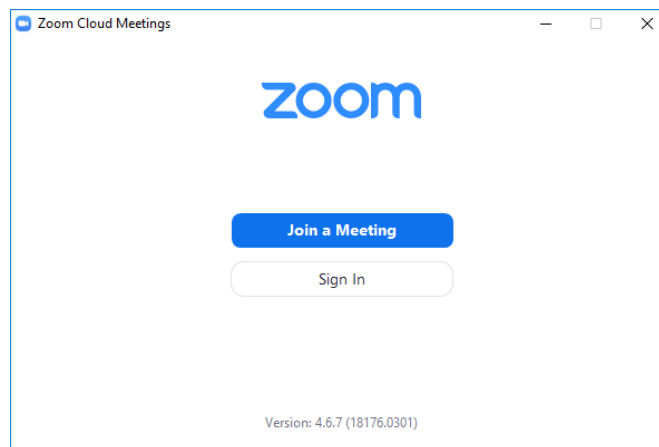 Zoom Cloud Meetings
zoom
Join a Meeting
Sign In
Version: 4.6.7 (18176.0301)